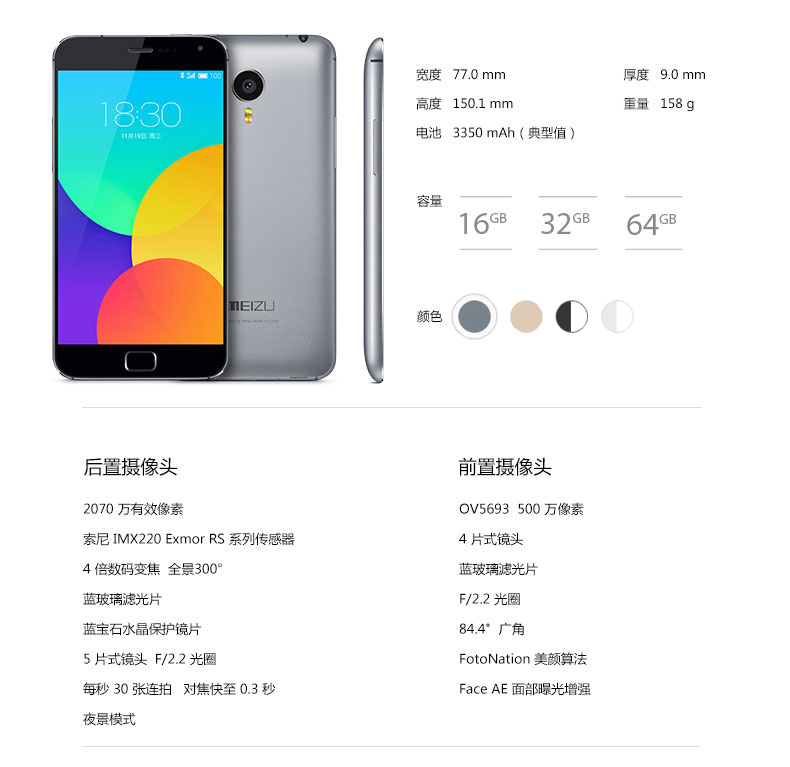 100
18:30
11月19日 周三
MEIZU
宽度 77.0 mm 厚度 9.0 mm
高度 150.1 mm 重量 158 g
电池 3350 mAh（典型值）
容量 16GB 32GB 64GB
颜色
后置摄像头
2070 万有效像素
索尼 IMX220 Exmor RS 系列传感器
4 倍数码变焦 全景300°
蓝玻璃滤光片
蓝宝石水晶保护镜片
5 片式镜头 F/2.2 光圈
每秒 30 张连拍 对焦快至 0.3 秒
夜景模式
前置摄像头
OV5693 500 万像素
4 片式镜头
蓝玻璃滤光片
F/2.2 光圈
84.4° 广角
FotoNation 美颜算法
Face AE 面部曝光增强